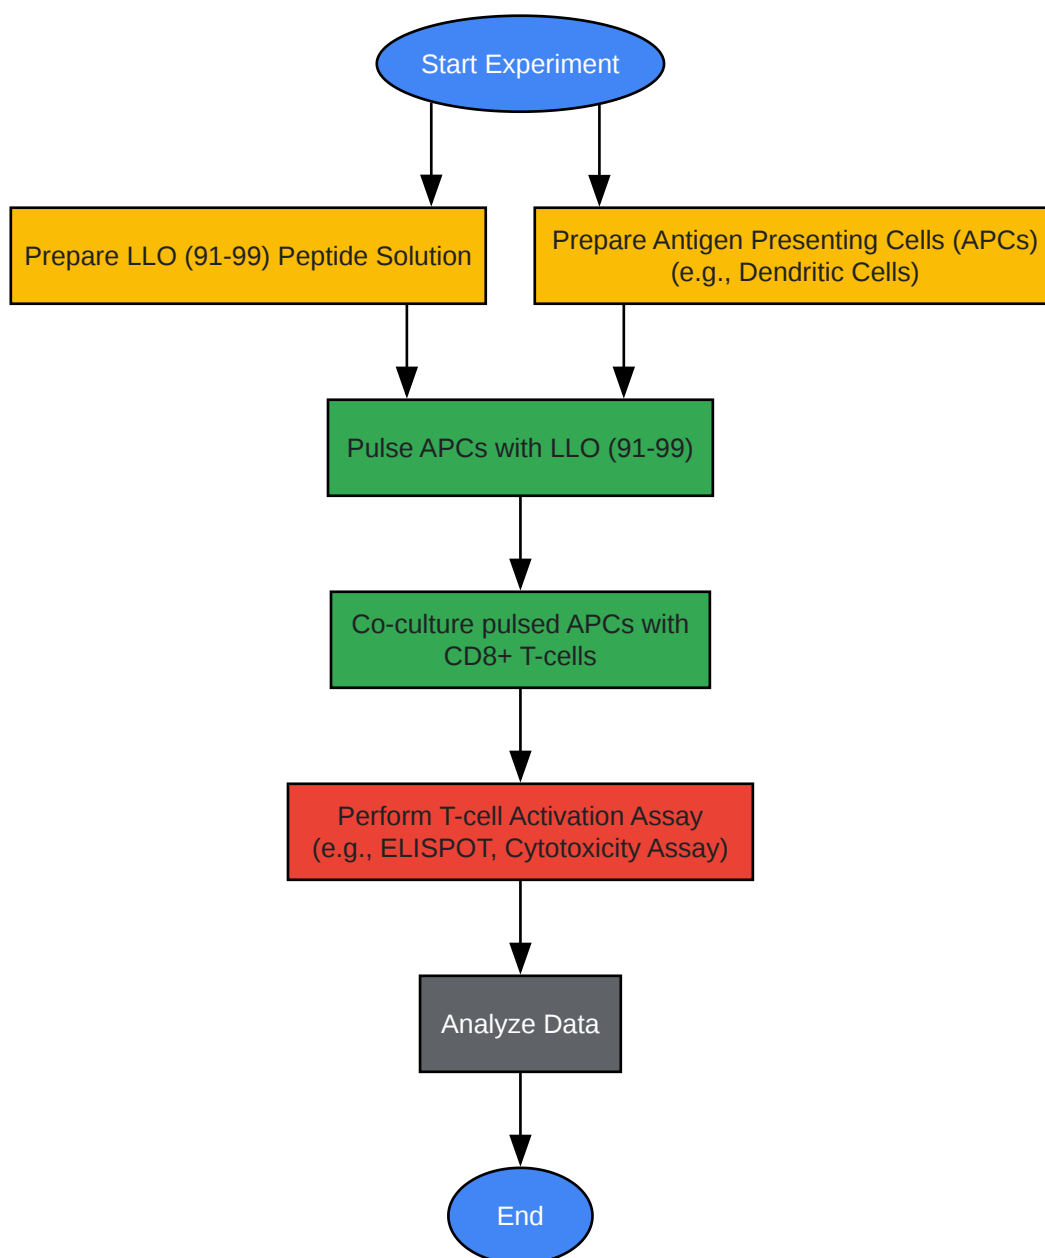 Start Experiment
Prepare LLO (91-99) Peptide Solution
Prepare Antigen Presenting Cells (APCs)
(e.g., Dendritic Cells)
Pulse APCs with LLO (91-99)
Co-culture pulsed APCs with
CD8+ T-cells
Perform T-cell Activation Assay
(e.g., ELISPOT, Cytotoxicity Assay)
Analyze Data
End